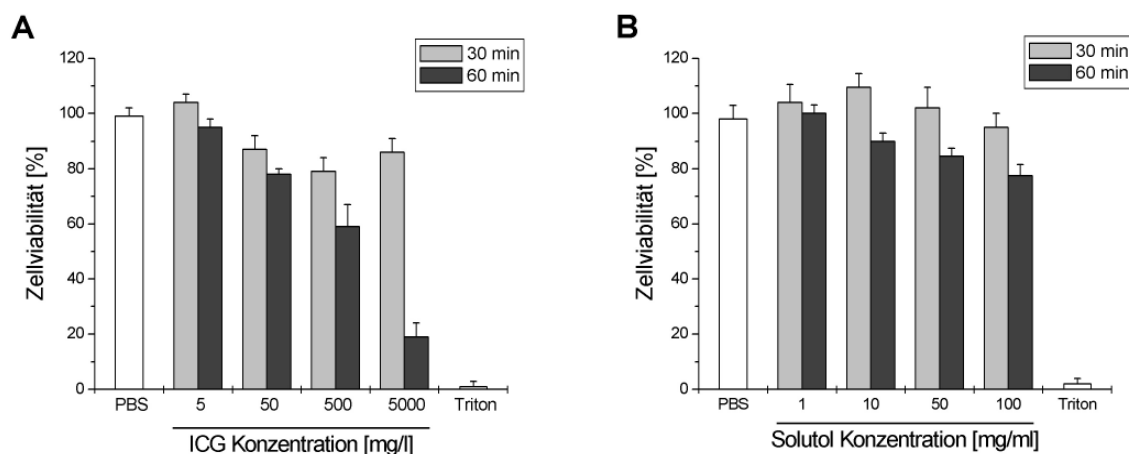 A
30 min
60 min
Zellviabilität [%]
120
100
80
60
40
20
0
PBS 5 50 500 5000 Triton
ICG Konzentration [mg/l]
B
30 min
60 min
Zellviabilität [%]
120
100
80
60
40
20
0
PBS 1 10 50 100 Triton
Solutol Konzentration [mg/ml]